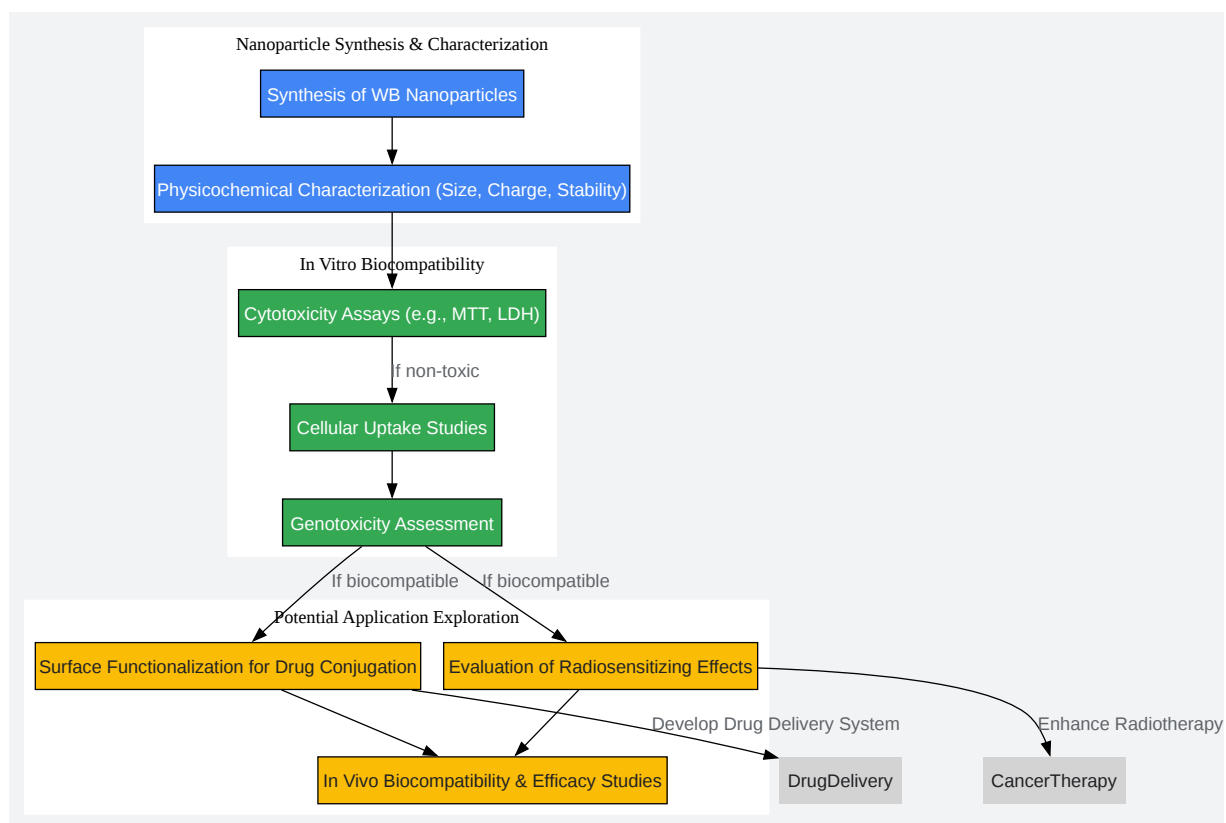 Nanoparticle Synthesis & Characterization
Synthesis of WB Nanoparticles
Physicochemical Characterization (Size, Charge, Stability)
In Vitro Biocompatibility
Cytotoxicity Assays (e.g., MTT, LDH)
If non-toxic
Cellular Uptake Studies
Genotoxicity Assessment
If biocompatible
If biocompatible
Potential Application Exploration
Surface Functionalization for Drug Conjugation
Evaluation of Radiosensitizing Effects
Develop Drug Delivery System
Enhance Radiotherapy
In Vivo Biocompatibility & Efficacy Studies
DrugDelivery
CancerTherapy